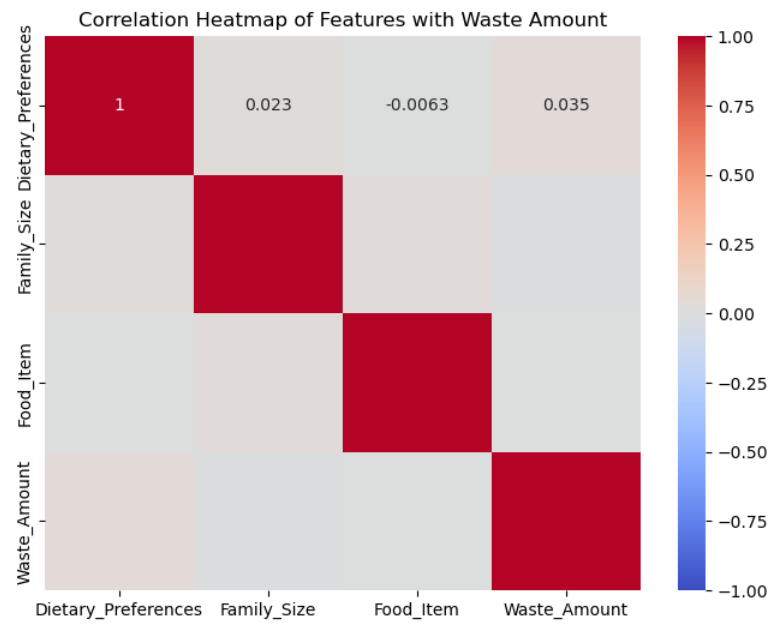 Correlation Heatmap of Features with Waste Amount
Dietary_Preferences
1 0.023 -0.0063 0.035
Family_Size
Food_Item
Waste_Amount
Dietary_Preferences Family_Size Food_Item Waste_Amount
1.00
0.75
0.50
0.25
0.00
−0.25
−0.50
−0.75
−1.00